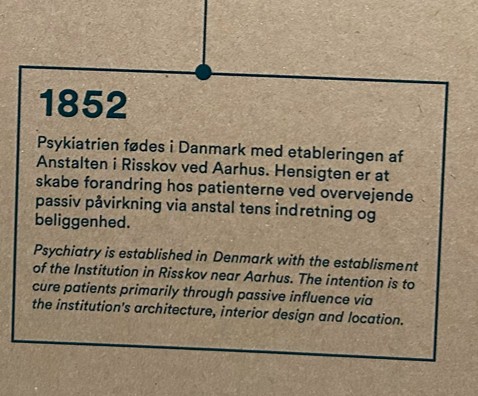 1852
Psykiatrien fødes i Danmark med etableringen af
Anstalten i Risskov ved Aarhus. Hensigten er at
skabe forandring hos patienterne ved overvejende
passiv påvirkning via anstal tens indretning og
beliggenhed.
Psychiatry is established in Denmark with the establisment
of the Institution in Risskov near Aarhus. The intention is to
cure patients primarily through passive influence via
the institution's architecture, interior design and location.